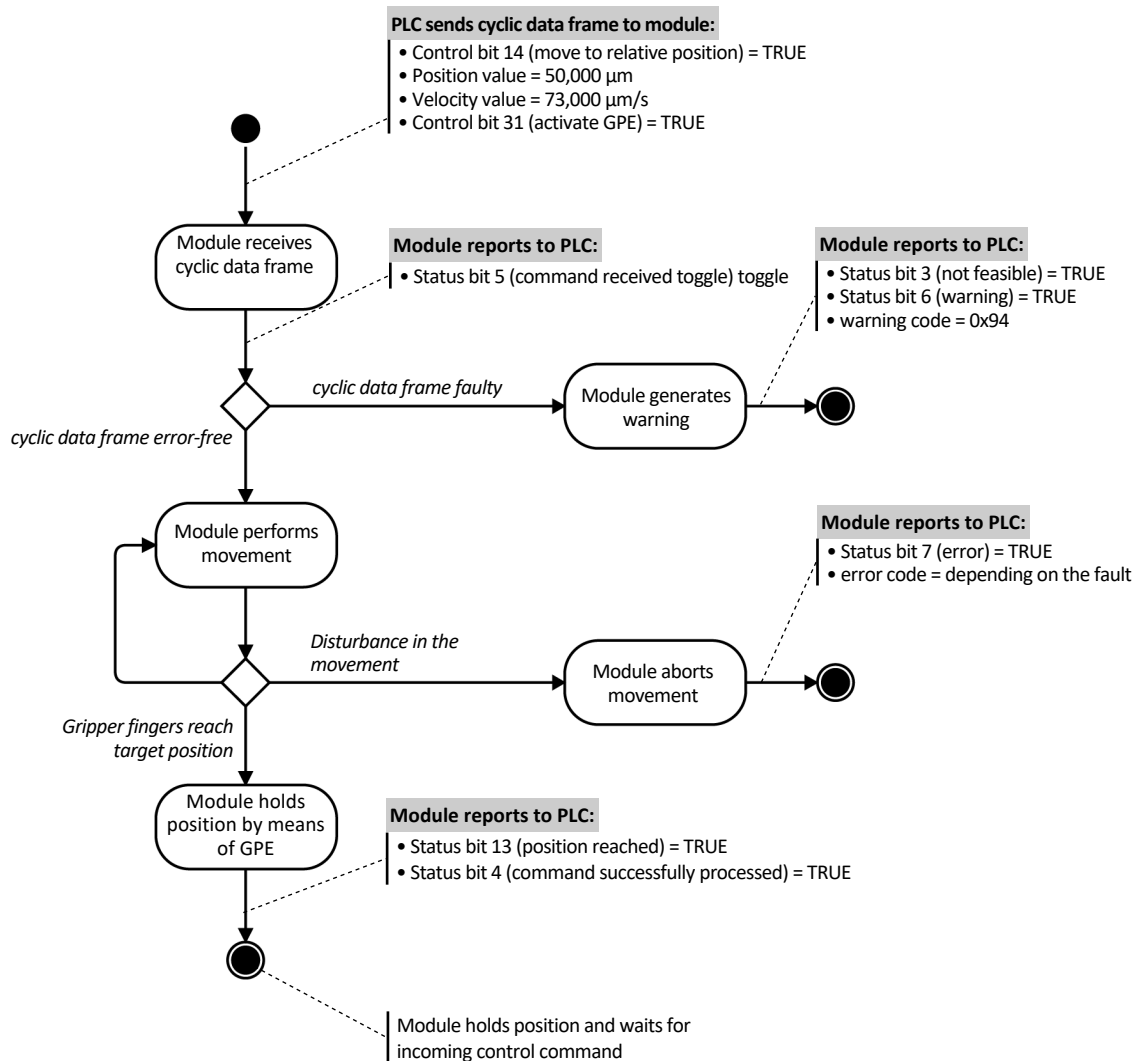 PLC sends cyclic data frame to module:
• Control bit 14 (move to relative position) = TRUE
• Position value = 50,000 µm
• Velocity value = 73,000 µm/s
• Control bit 31 (activate GPE) = TRUE
Module receives
cyclic data frame
Module reports to PLC:
• Status bit 5 (command received toggle) toggle
Module reports to PLC:
• Status bit 3 (not feasible) = TRUE
• Status bit 6 (warning) = TRUE
• warning code = 0x94
cyclic data frame faulty
Module generates
warning
cyclic data frame error-free
Module performs
movement
Module reports to PLC:
• Status bit 7 (error) = TRUE
• error code = depending on the fault
Disturbance in the
movement
Module aborts
movement
Gripper fingers reach
target position
Module holds
position by means
of GPE
Module reports to PLC:
• Status bit 13 (position reached) = TRUE
• Status bit 4 (command successfully processed) = TRUE
Module holds position and waits for
incoming control command